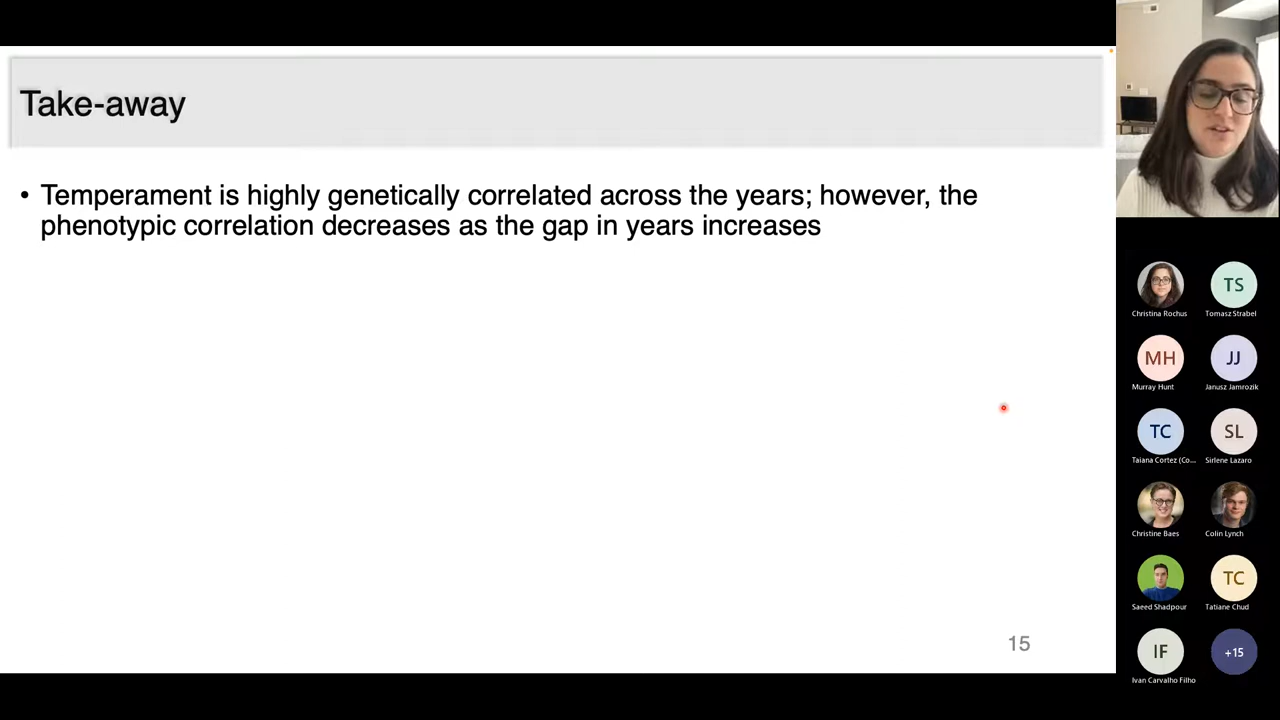 Take-away
• Temperament is highly genetically correlated across the years; however, the
phenotypic correlation decreases as the gap in years increases
15
Christina Rochus
TS
Tomasz Strabel
MH
Murray Hunt
JJ
Janusz Jamrozik
TC
Taiana Cortez (Co...
SL
Sirlene Lazaro
Christine Baes
Colin Lynch
Saeed Shadpour
TC
Tatiane Chud
IF
Ivan Carvalho Filho
+15